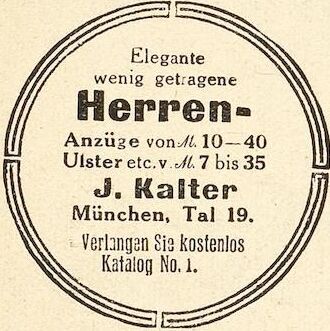 Elegante
wenig getragene
Herren-
Anzüge von M. 10—40
Ulster etc. v. M. 7 bis 35
J. Kalter
München, Tal 19.
Verlangen Sie kostenlos
Katalog No. 1.